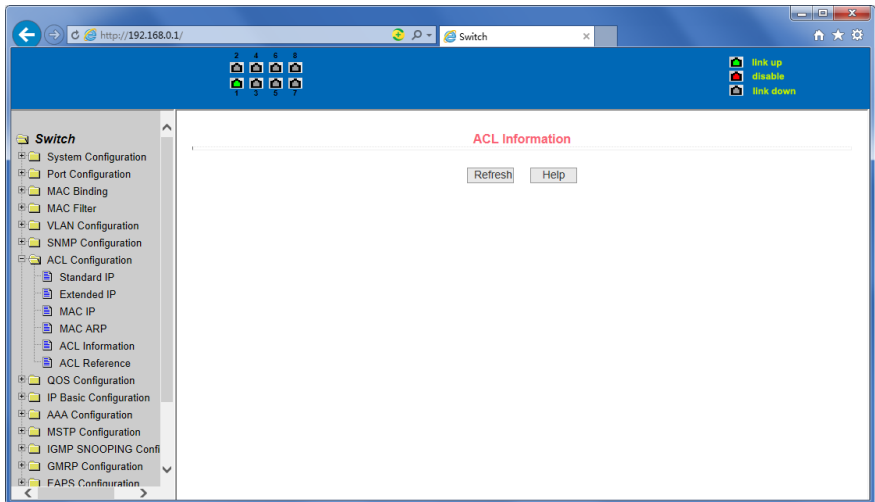 http://192.168.0.1/
Switch
2 4 6 8
1 3 5 7
link up
disable
link down
Switch
System Configuration
Port Configuration
MAC Binding
MAC Filter
VLAN Configuration
SNMP Configuration
ACL Configuration
Standard IP
Extended IP
MAC IP
MAC ARP
ACL Information
ACL Reference
QOS Configuration
IP Basic Configuration
AAA Configuration
MSTP Configuration
IGMP SNOOPING Confi
GMRP Configuration
EAPS Configuration
ACL Information
Refresh Help